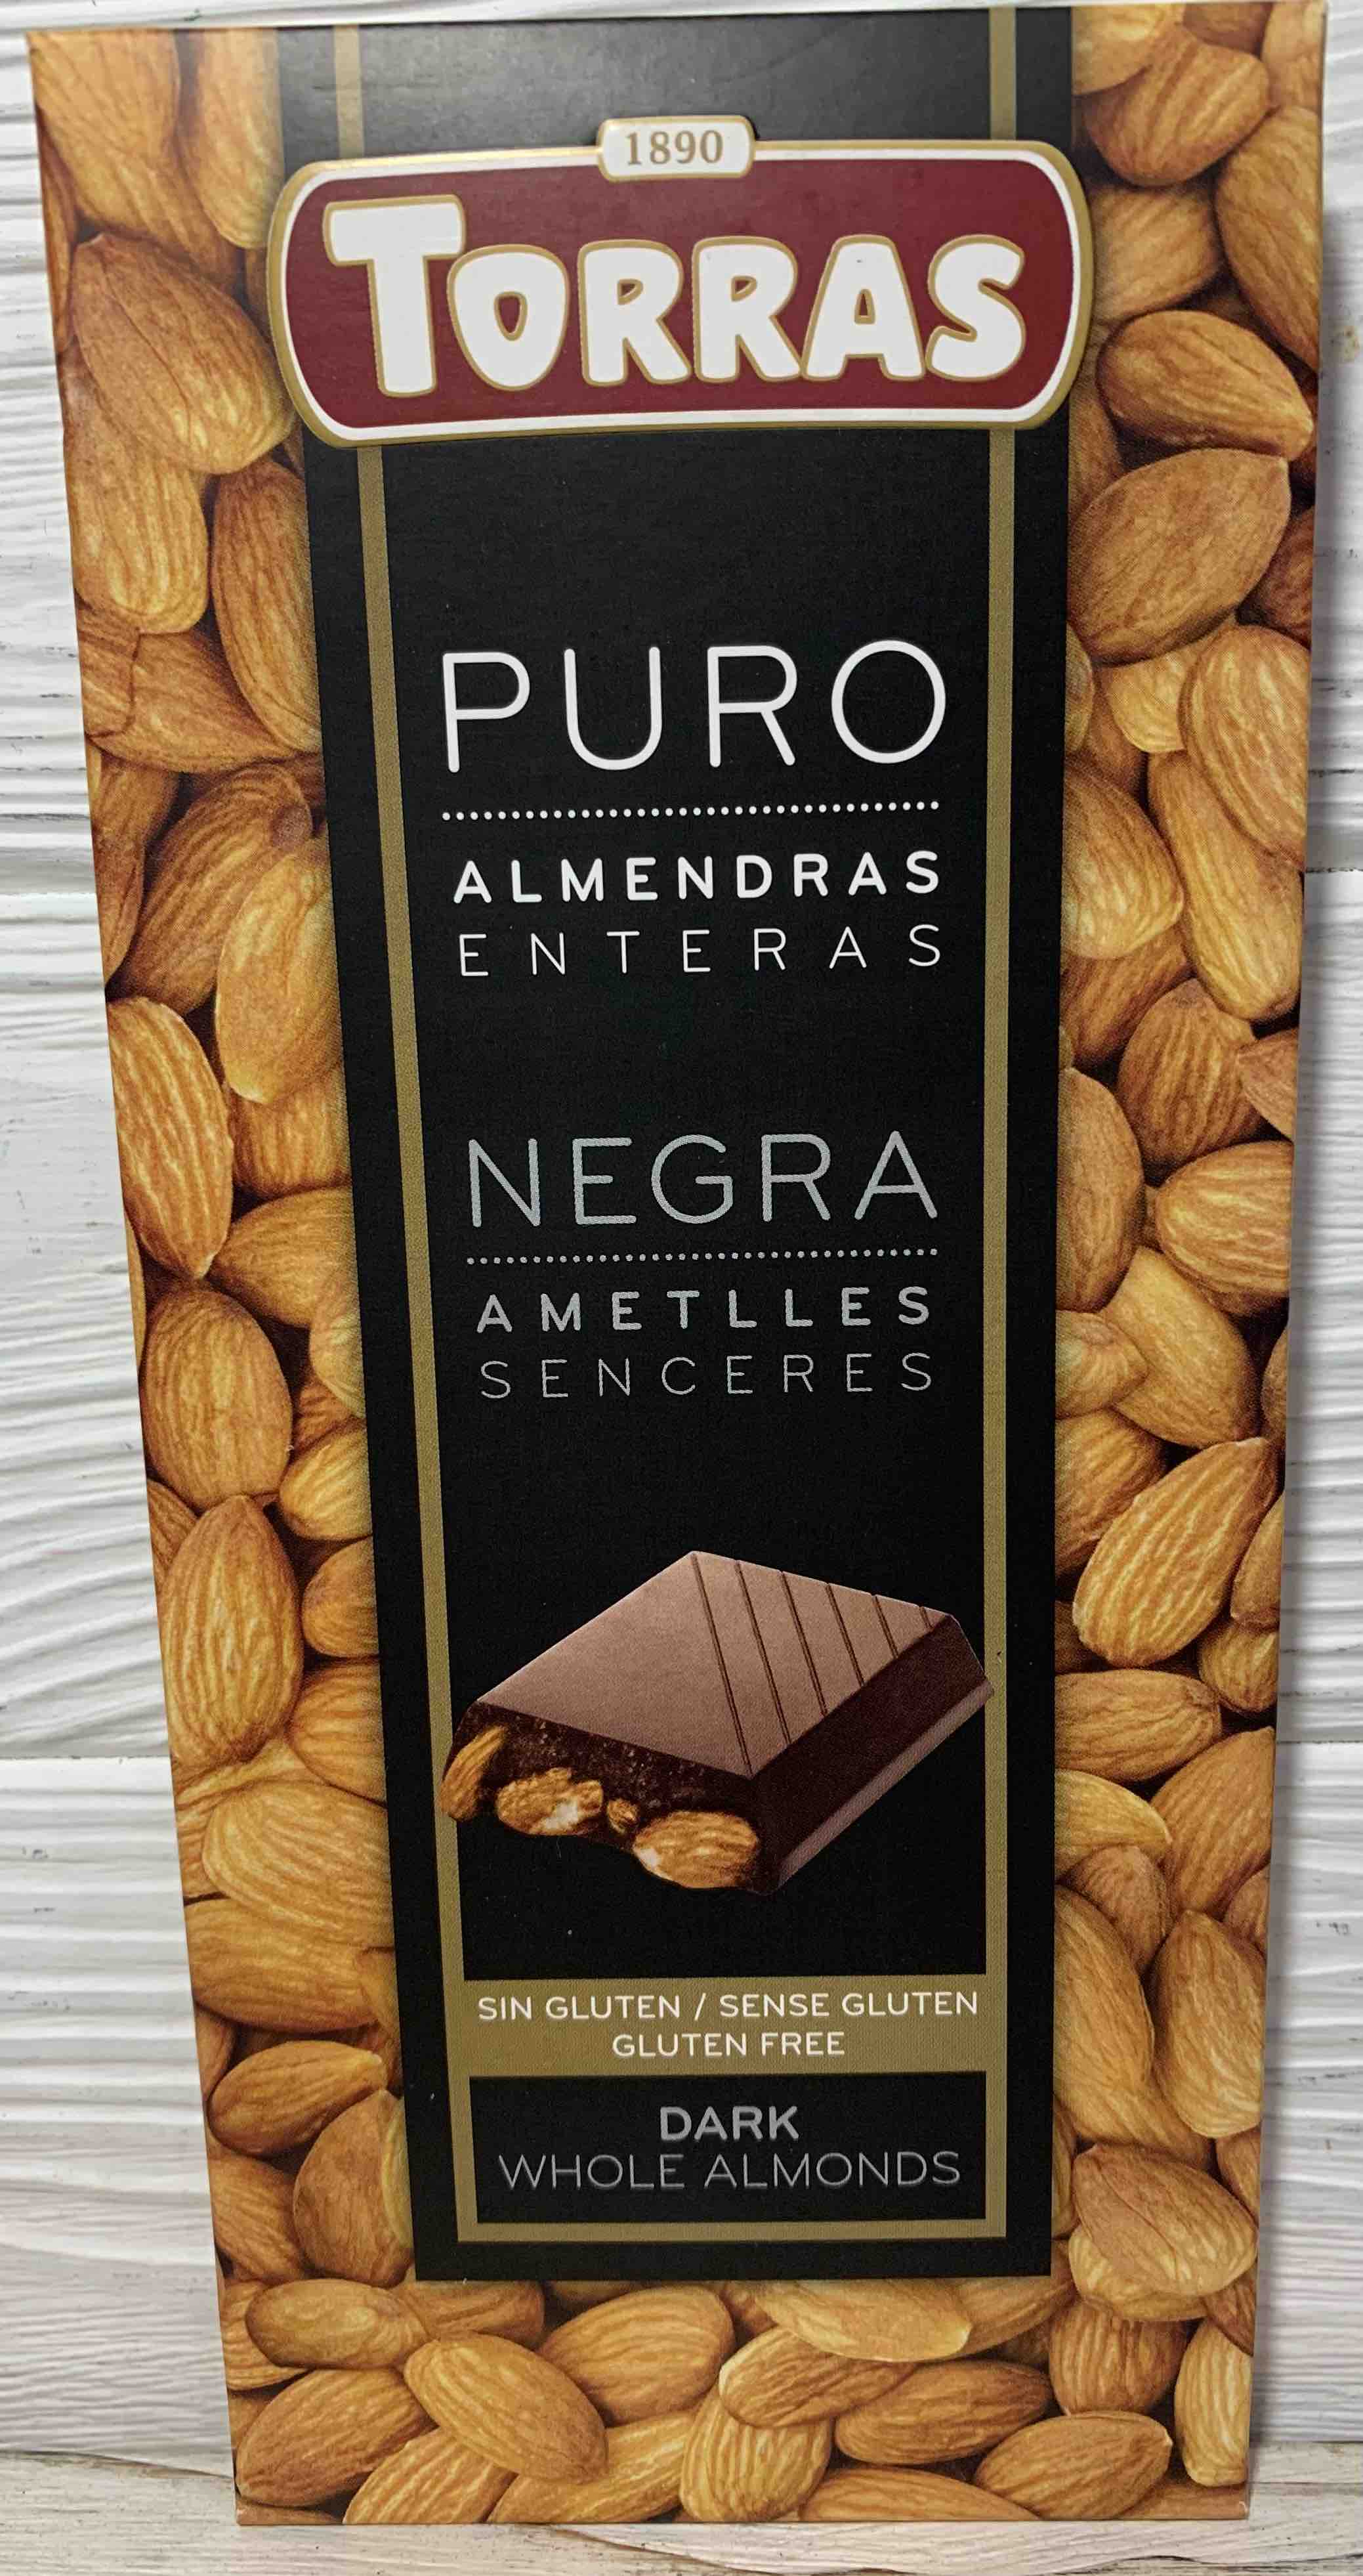 1890
TORRAS
PURO
ALMENDRAS
ENTERAS
NEGRA
AMETLLES
SENCERES
SIN GLUTEN / SENSE GLUTEN
GLUTEN FREE
DARK
WHOLE ALMONDS